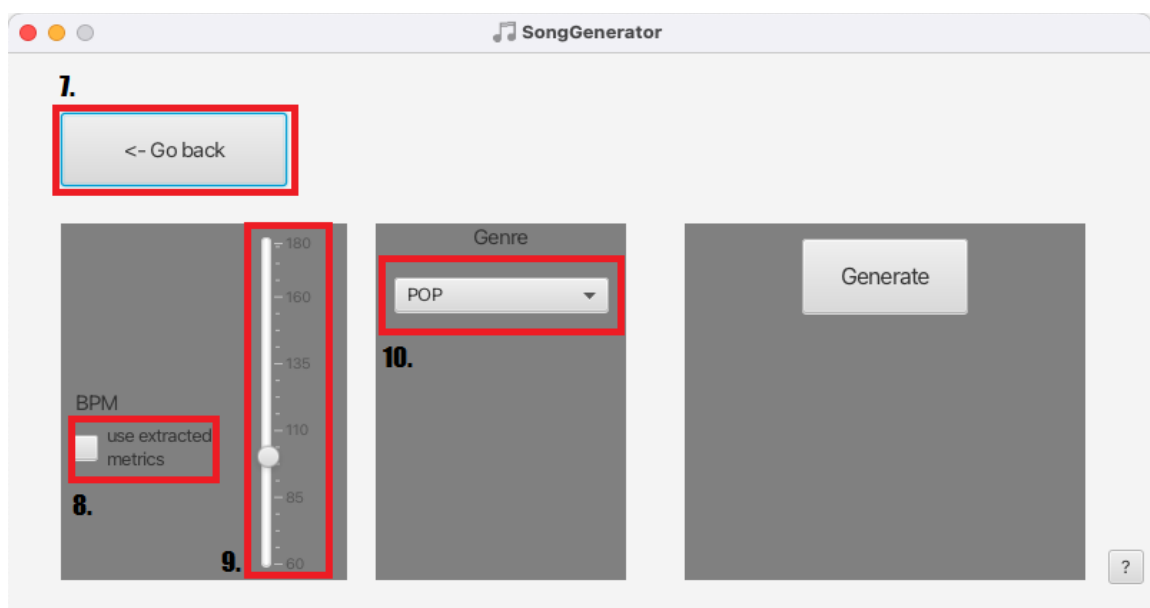 SongGenerator
7.
<- Go back
180
160
135
110
85
60
BPM
use extracted
metrics
8.
9.
Genre
POP
10.
Generate
?